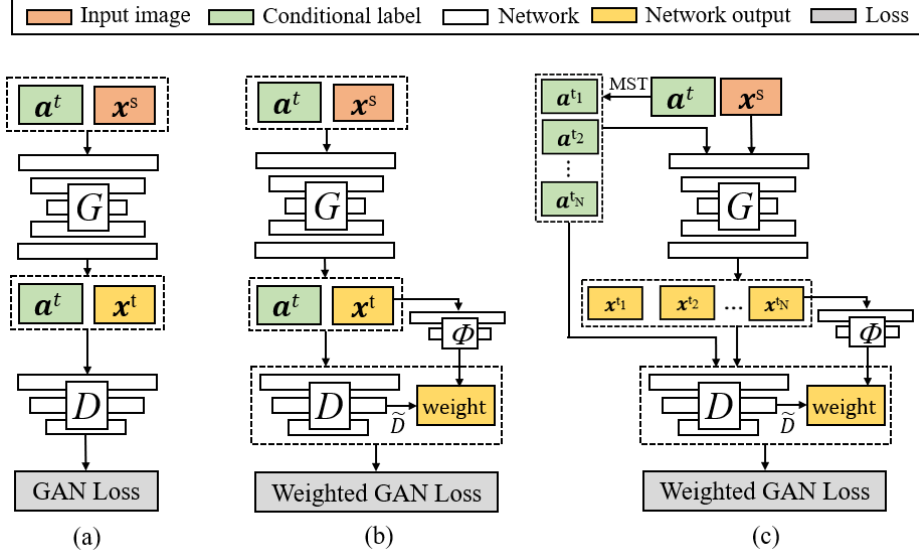 Input image Conditional label Network Network output Loss
a^t x^s
G
a^t x^t
D
GAN Loss
(a)
a^t x^s
G
a^t x^t
Φ
D D̃ weight
Weighted GAN Loss
(b)
a^t1 MST a^t x^s
a^t2
⋮
a^tN
G
x^t1 x^t2 ... x^tN
Φ
D D̃ weight
Weighted GAN Loss
(c)